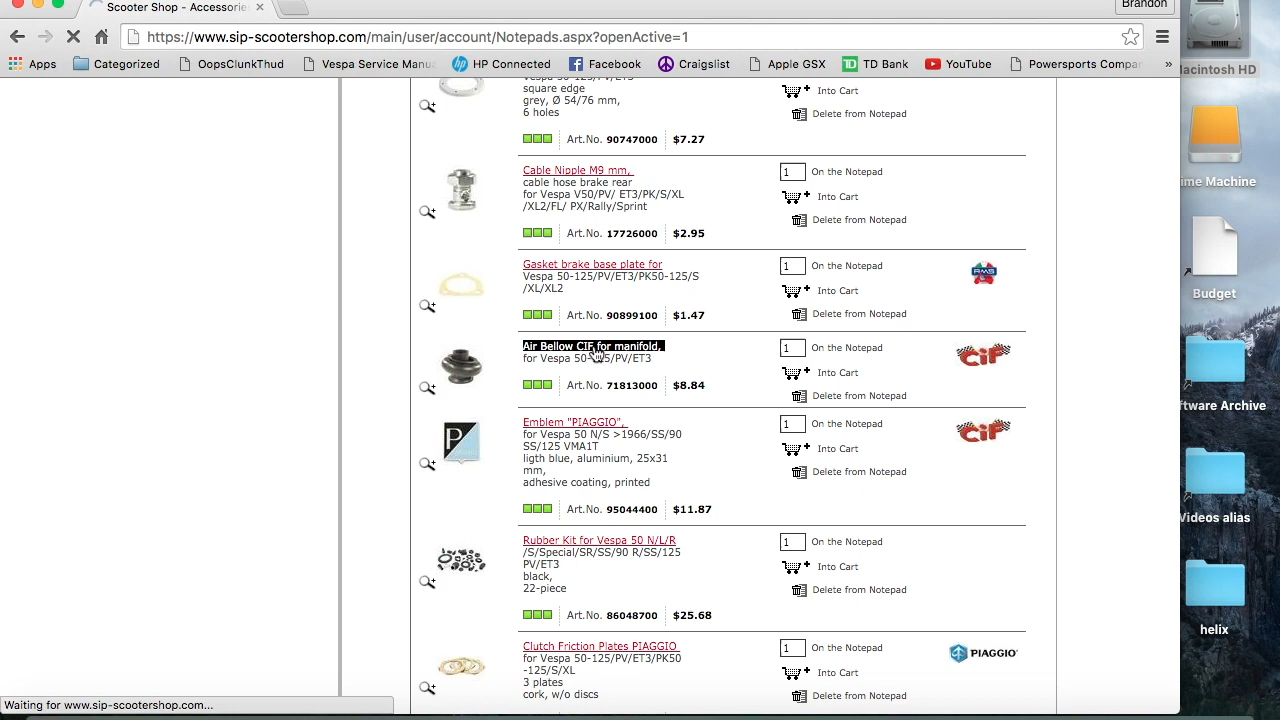 Scooter Shop - Accessorie
Brandon
https://www.sip-scootershop.com/main/user/account/Notepads.aspx?openActive=1
Apps
Categorized
OopsClunkThud
Vespa Service Manu
HP Connected
Facebook
Craigslist
Apple GSX
TD Bank
YouTube
Powersports Compa
»
Vespa 50-125/PV/ET3
square edge
grey, Ø 54/76 mm,
6 holes
Into Cart
Delete from Notepad
Art.No. 90747000
$7.27
Cable Nipple M9 mm,
cable hose brake rear
for Vespa V50/PV/ ET3/PK/S/XL
/XL2/FL/ PX/Rally/Sprint
1 On the Notepad
Into Cart
Delete from Notepad
Art.No. 17726000
$2.95
Gasket brake base plate for
Vespa 50-125/PV/ET3/PK50-125/S
/XL/XL2
1 On the Notepad
Into Cart
Delete from Notepad
RMS
Art.No. 90899100
$1.47
Air Bellow CIF for manifold,
for Vespa 50-125/PV/ET3
1 On the Notepad
Into Cart
Delete from Notepad
CIF
Art.No. 71813000
$8.84
Emblem "PIAGGIO",
for Vespa 50 N/S >1966/SS/90
SS/125 VMA1T
ligth blue, aluminium, 25x31
mm,
adhesive coating, printed
1 On the Notepad
Into Cart
Delete from Notepad
CIF
P
Art.No. 95044400
$11.87
Rubber Kit for Vespa 50 N/L/R
/S/Special/SR/SS/90 R/SS/125
PV/ET3
black,
22-piece
1 On the Notepad
Into Cart
Delete from Notepad
Art.No. 86048700
$25.68
Clutch Friction Plates PIAGGIO
for Vespa 50-125/PV/ET3/PK50
-125/S/XL
3 plates
cork, w/o discs
1 On the Notepad
Into Cart
Delete from Notepad
PIAGGIO
Waiting for www.sip-scootershop.com...
Macintosh HD
ime Machine
Budget
ftware Archive
Videos alias
helix